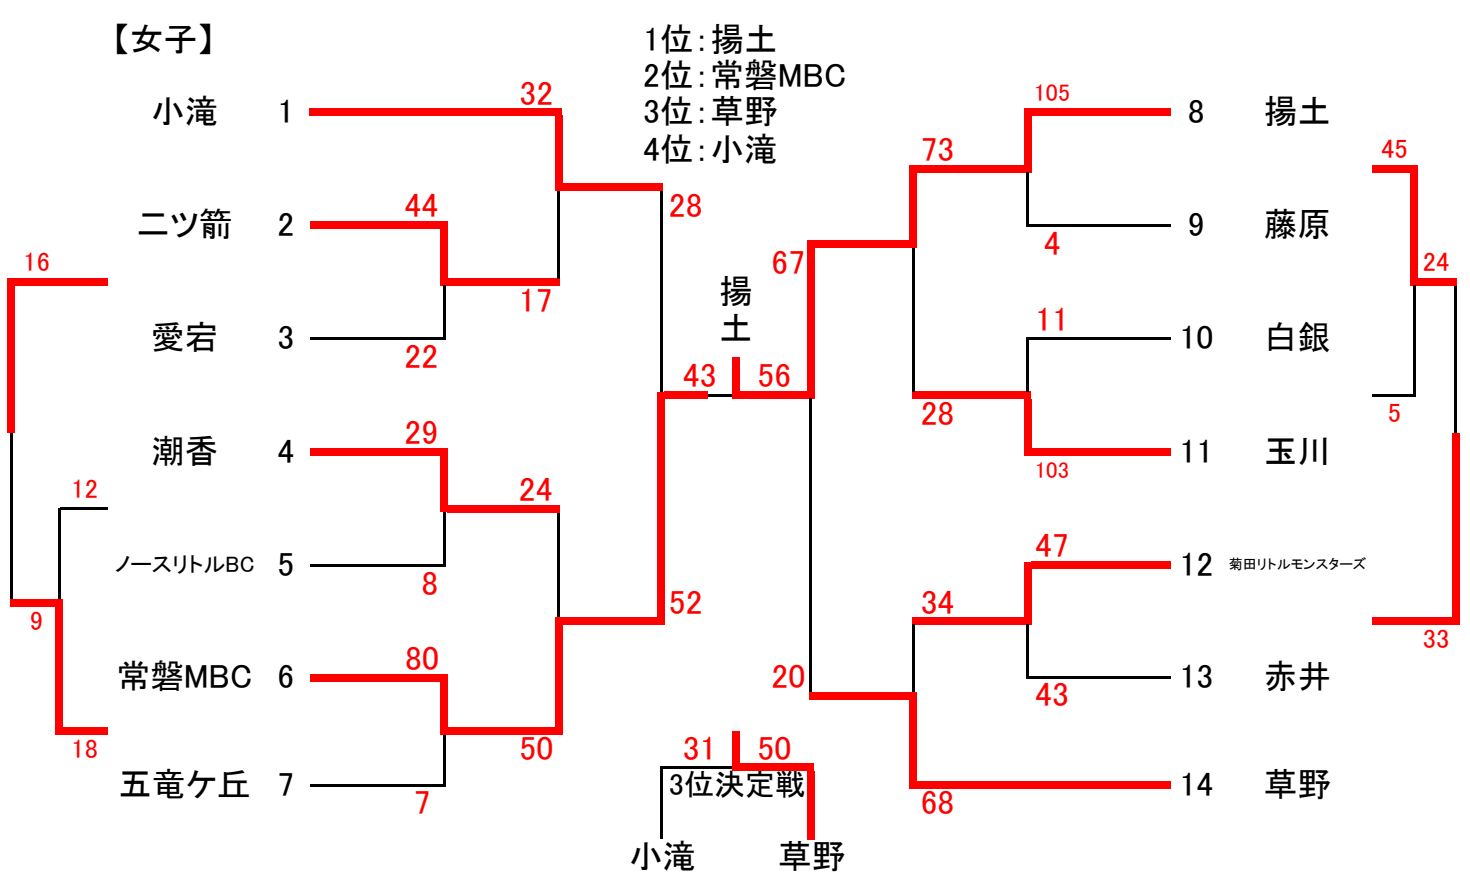 【女子】
1位：揚土
2位：常磐MBC
3位：草野
4位：小滝
小滝 1
二ツ箭 2
愛宕 3
潮香 4
ノースリトルBC 5
常磐MBC 6
五竜ケ丘 7
32
44
17
22
29
24
8
80
50
7
28
52
43
16
12
9
18
揚土
56
67
20
73
28
34
68
105
4
11
103
47
43
8 揚土
9 藤原
10 白銀
11 玉川
12 菊田リトルモンスターズ
13 赤井
14 草野
45
24
5
33
31 50
3位決定戦
小滝 草野